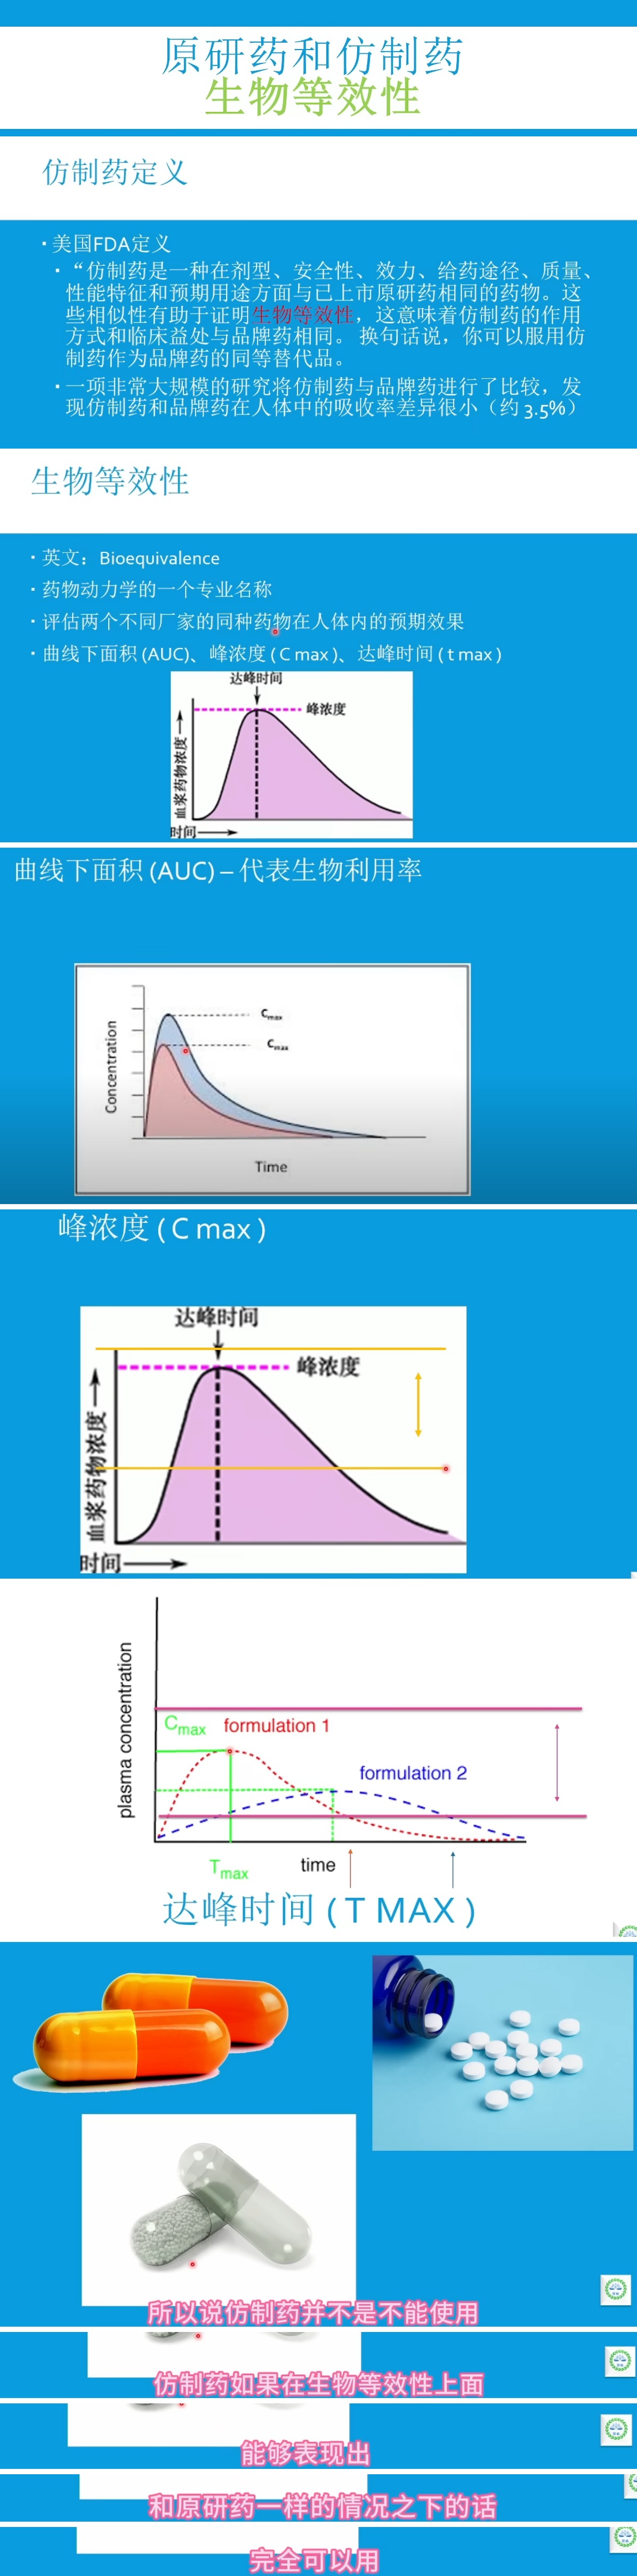 原研药和仿制药
生物等效性
仿制药定义
▪ 美国FDA定义
▪ “仿制药是一种在剂型、安全性、效力、给药途径、质量、
性能特征和预期用途方面与已上市原研药相同的药物。这
些相似性有助于证明生物等效性，这意味着仿制药的作用
方式和临床益处与品牌药相同。 换句话说，你可以服用仿
制药作为品牌药的同等替代品。
▪ 一项非常大规模的研究将仿制药与品牌药进行了比较，发
现仿制药和品牌药在人体中的吸收率差异很小（约 3.5%）
生物等效性
▪ 英文：Bioequivalence
▪ 药物动力学的一个专业名称
▪ 评估两个不同厂家的同种药物在人体内的预期效果
▪ 曲线下面积 (AUC)、峰浓度 ( C max )、达峰时间 ( t max )
达峰时间
峰浓度
血浆药物浓度
时间
曲线下面积 (AUC) – 代表生物利用率
Cmax
Cmax
Concentration
Time
峰浓度 ( C max )
达峰时间
峰浓度
血浆药物浓度
时间
plasma concentration
Cmax formulation 1
formulation 2
Tmax
time
达峰时间 ( T MAX )
所以说仿制药并不是不能使用
仿制药如果在生物等效性上面
能够表现出
和原研药一样的情况之下的话
完全可以用